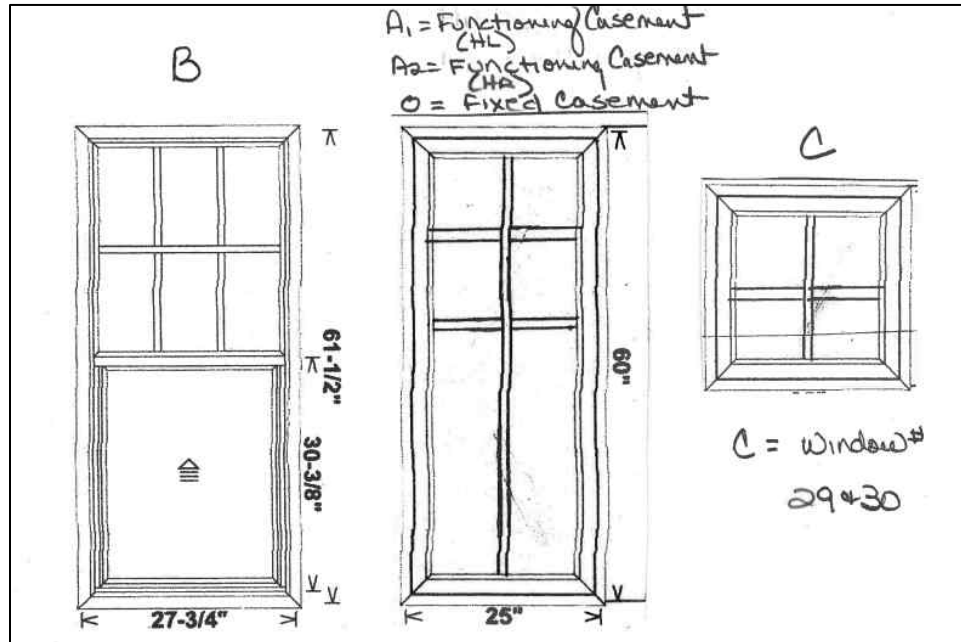 B
A1 = Functioning Casement
(HL)
A2 = Functioning Casement
(HR)
O = Fixed Casement
C
61-1/2"
30-3/8"
27-3/4"
60"
25"
C = Window #
29 & 30